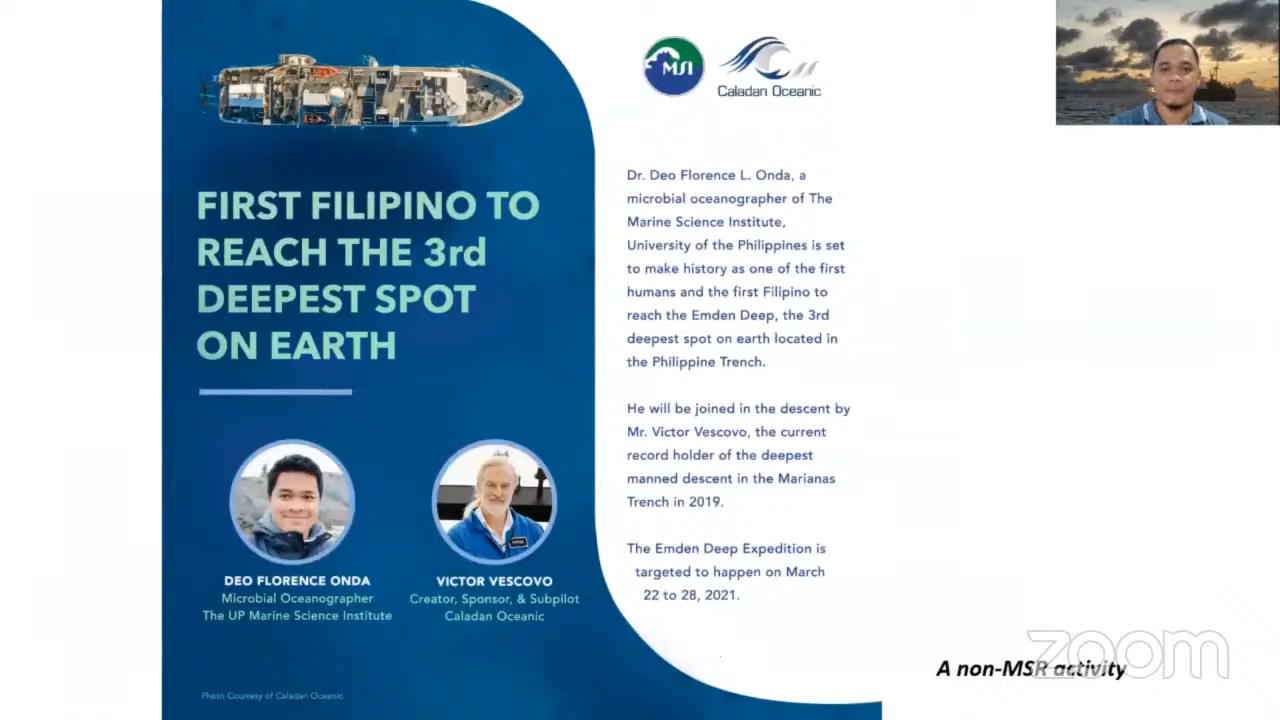 FIRST FILIPINO TO
REACH THE 3rd
DEEPEST SPOT
ON EARTH
DEO FLORENCE ONDA
Microbial Oceanographer
The UP Marine Science Institute
VICTOR VESCOVO
Creator, Sponsor, & Subpilot
Caladan Oceanic
Photo Courtesy of Caladan Oceanic
MSI
Caladan Oceanic
Dr. Deo Florence L. Onda, a
microbial oceanographer of The
Marine Science Institute,
University of the Philippines is set
to make history as one of the first
humans and the first Filipino to
reach the Emden Deep, the 3rd
deepest spot on earth located in
the Philippine Trench.
He will be joined in the descent by
Mr. Victor Vescovo, the current
record holder of the deepest
manned descent in the Marianas
Trench in 2019.
The Emden Deep Expedition is
targeted to happen on March
22 to 28, 2021.
A non-MSR activity
zoom